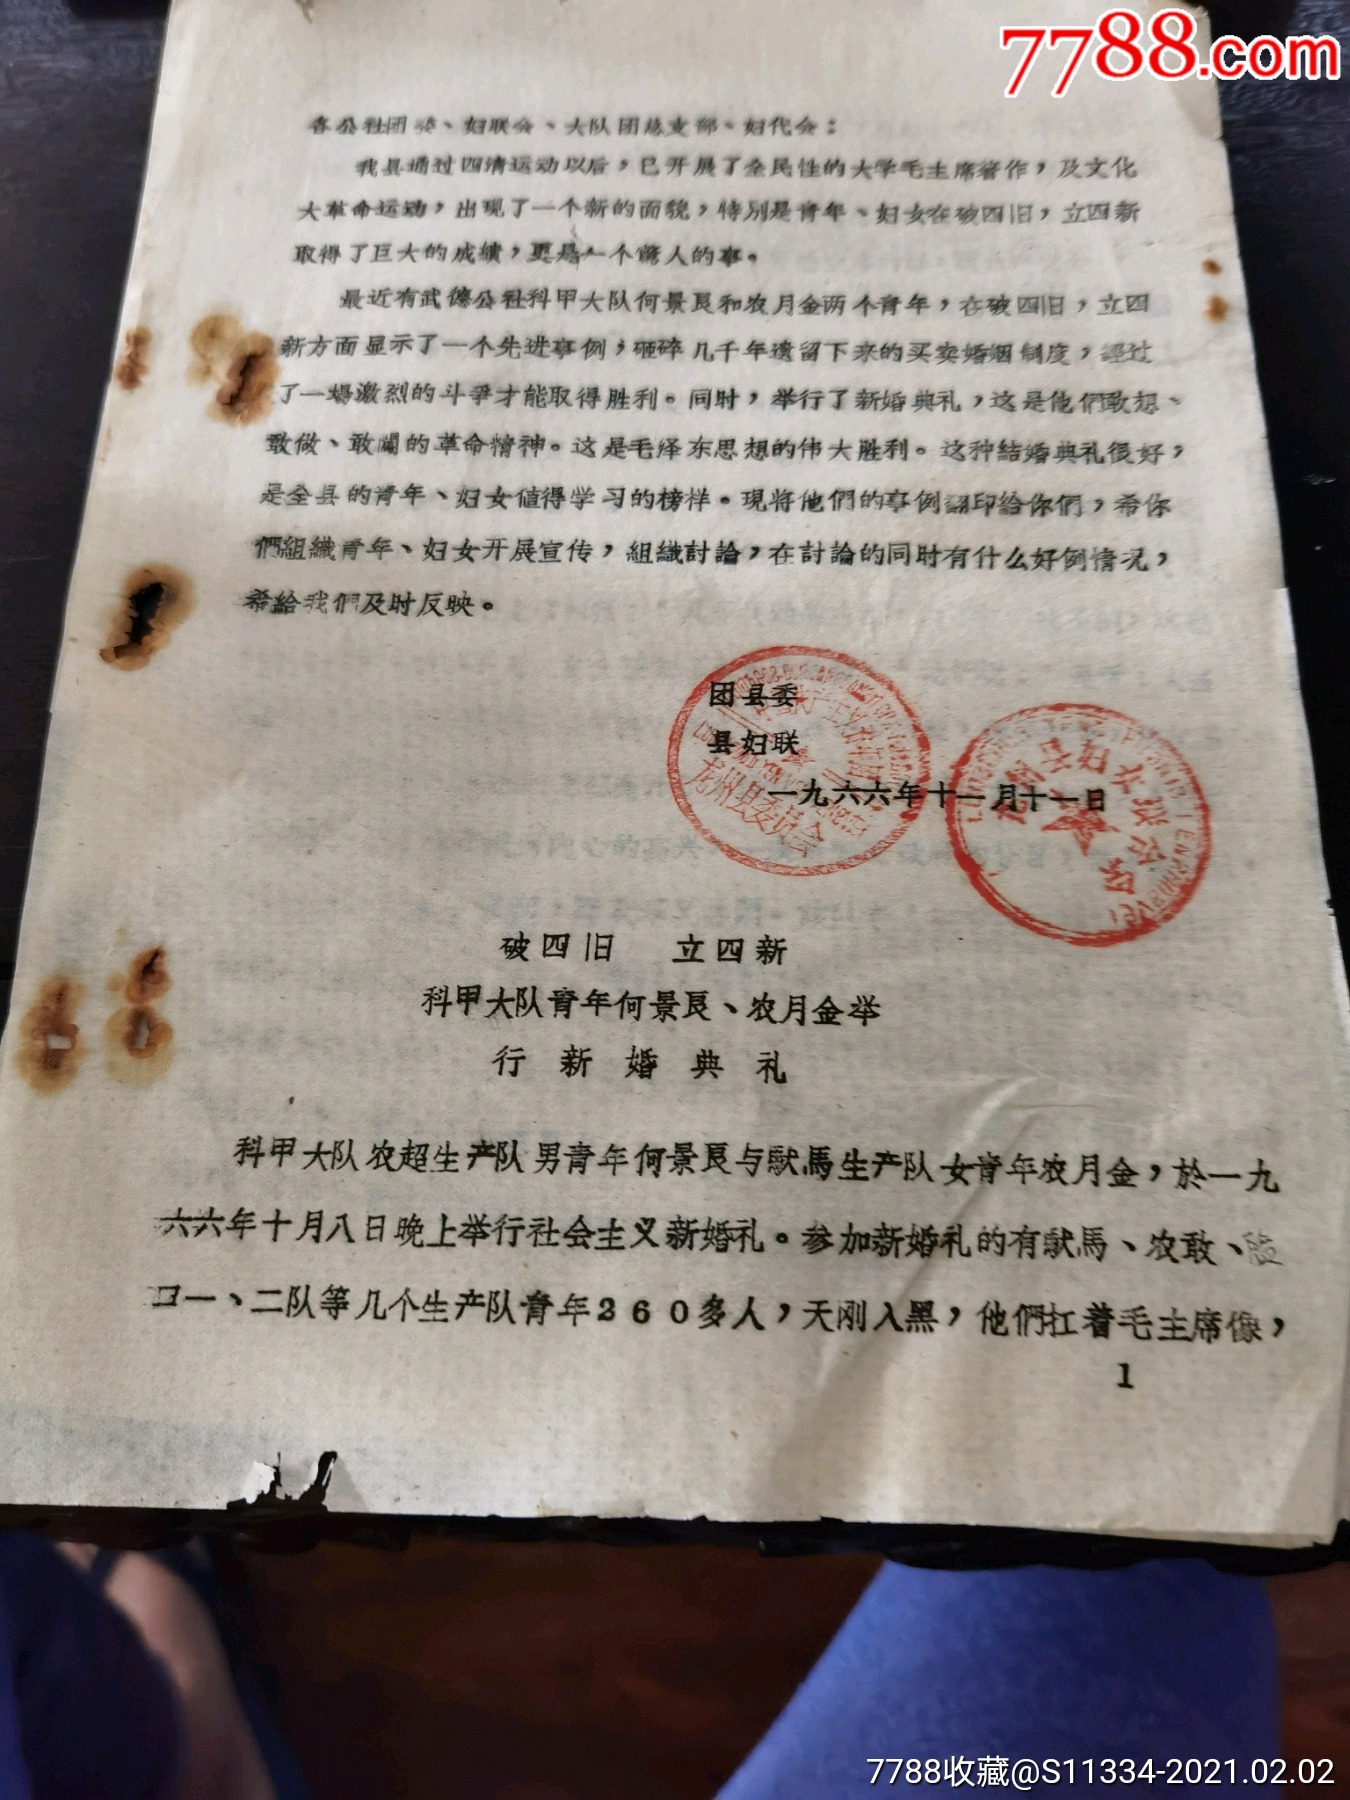 7788.com
各公社团委、妇联会、大队团总支部、妇代会：
我县通过四清运动以后，已开展了全民性的大学毛主席著作，及文化
大革命运动，出现了一个新的面貌，特别是青年、妇女在破四旧，立四新
取得了巨大的成績，更是一个驚人的事。
最近有武德公社科甲大队何景艮和农月金两个青年，在破四旧，立四
新方面显示了一个先进事例，砸碎几千年遗留下来的买卖婚姻制度，經过
了一場激烈的斗爭才能取得胜利。同时，举行了新婚典礼，这是他們敢想、
敢做、敢闖的革命精神。这是毛泽东思想的伟大胜利。这种結婚典礼很好，
是全县的青年、妇女值得学习的榜样。現将他們的事例翻印給你們，希你
們組織青年、妇女开展宣传，組織討論，在討論的同时有什么好例情况，
希給我們及时反映。
团县委
县妇联
一九六六年十一月十一日
龙州县委员会
破四旧 立四新
科甲大队青年何景艮、农月金举
行新婚典礼
科甲大队农超生产队男青年何景艮与馱馬生产队女青年农月金，於一九
六六年十月八日晚上举行社会主义新婚礼。参加新婚礼的有馱馬、农敢、
口一、二队等几个生产队青年２６０多人，天刚入黑，他們扛着毛主席像，
1
7788收藏@S11334-2021.02.02